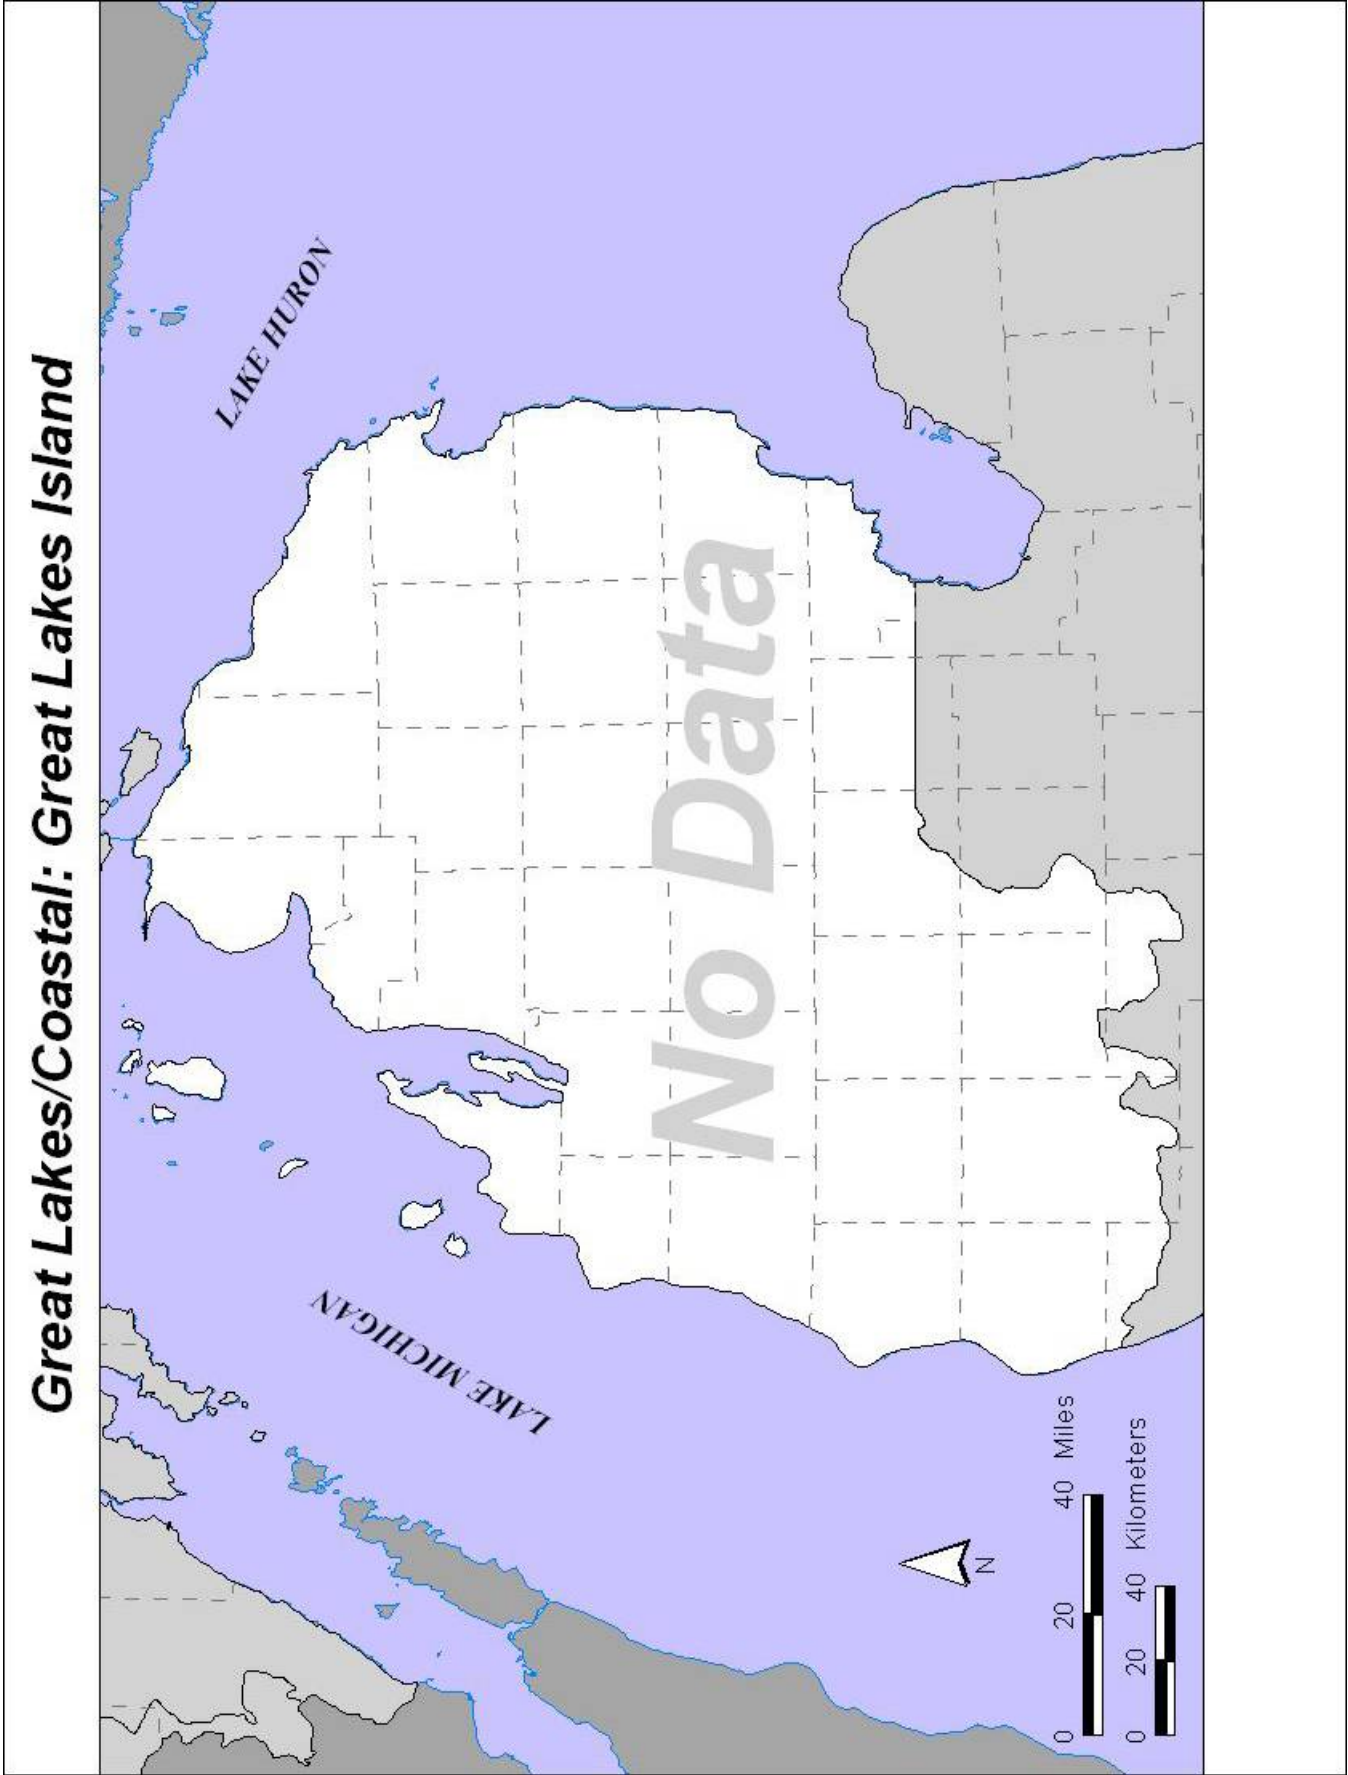 Great Lakes/Coastal: Great Lakes Island
LAKE HURON
LAKE MICHIGAN
No Data
N
0 20 40 Miles
0 20 40 Kilometers